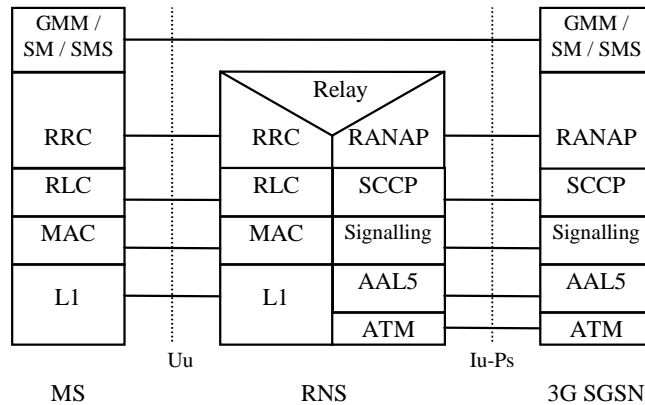 GMM /
SM / SMS
GMM /
SM / SMS
Relay
RRC
RRC
RANAP
RANAP
RLC
RLC
SCCP
SCCP
MAC
MAC
Signalling
Signalling
L1
L1
AAL5
AAL5
ATM
ATM
Uu
Iu-Ps
MS
RNS
3G SGSN